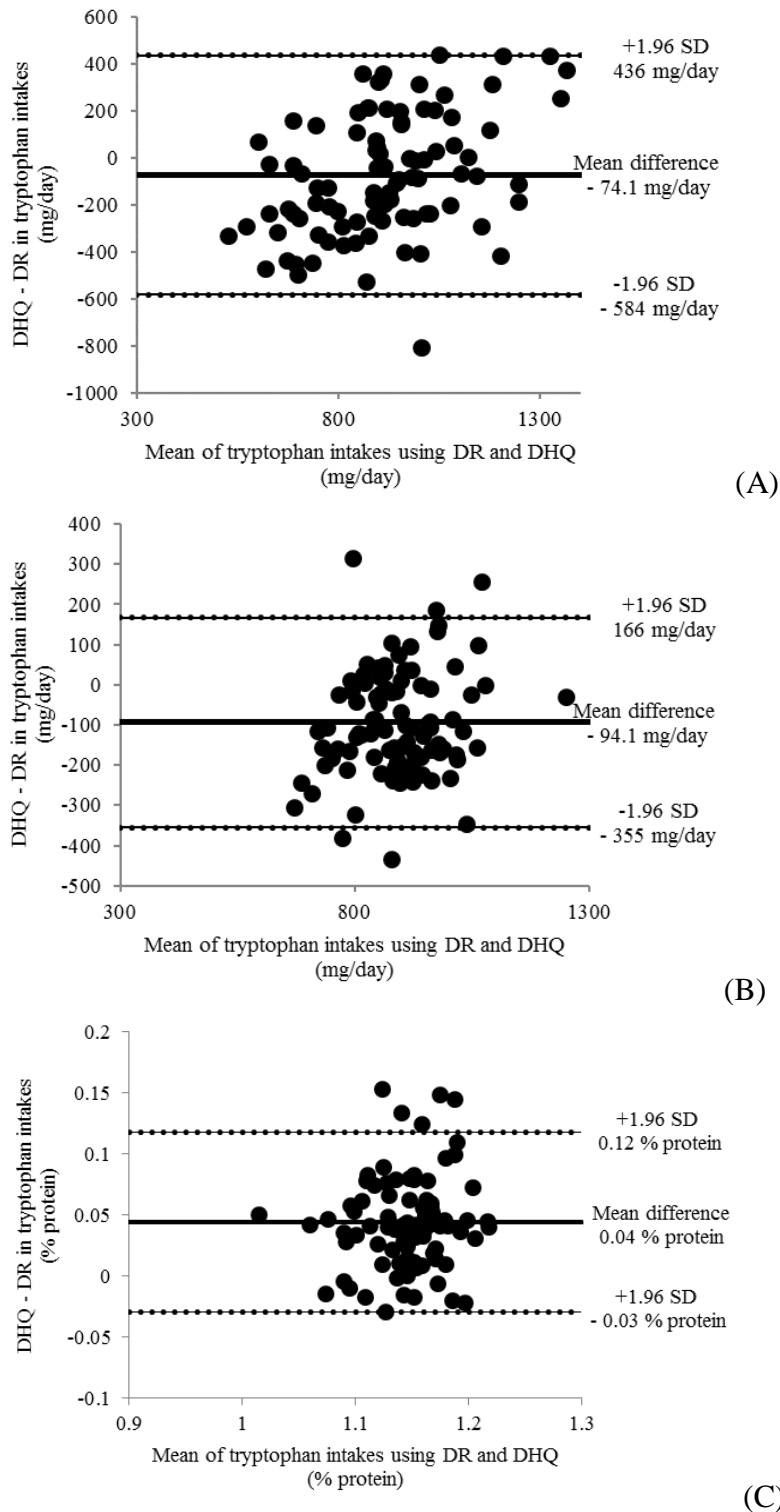 600
400
200
0
-200
-400
-600
-800
-1000
DHQ - DR in tryptophan intakes
(mg/day)
+1.96 SD
436 mg/day
Mean difference
- 74.1 mg/day
-1.96 SD
- 584 mg/day
300
800
1300
Mean of tryptophan intakes using DR and DHQ
(mg/day)
(A)
400
300
200
100
0
-100
-200
-300
-400
-500
DHQ - DR in tryptophan intakes
(mg/day)
+1.96 SD
166 mg/day
Mean difference
- 94.1 mg/day
-1.96 SD
- 355 mg/day
300
800
1300
Mean of tryptophan intakes using DR and DHQ
(mg/day)
(B)
0.2
0.15
0.1
0.05
0
-0.05
-0.1
DHQ - DR in tryptophan intakes
(% protein)
+1.96 SD
0.12 % protein
Mean difference
0.04 % protein
+1.96 SD
- 0.03 % protein
0.9
1
1.1
1.2
1.3
Mean of tryptophan intakes using DR and DHQ
(% protein)
(C)